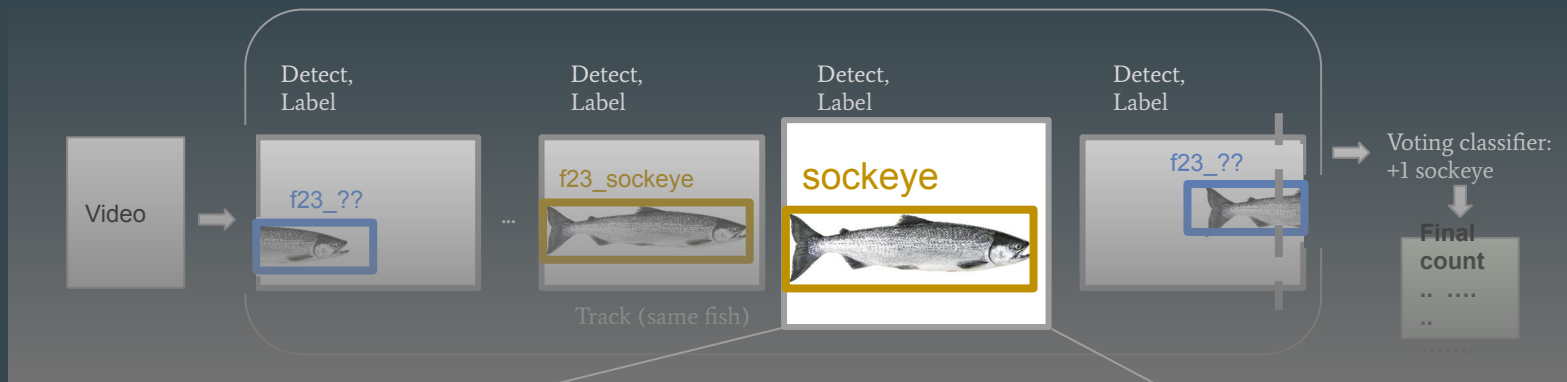 Detect,
Label
Detect,
Label
Detect,
Label
Detect,
Label
Video
f23_??
...
f23_sockeye
sockeye
f23_??
Track (same fish)
Voting classifier:
+1 sockeye
Final
count
.. ....
..
.......